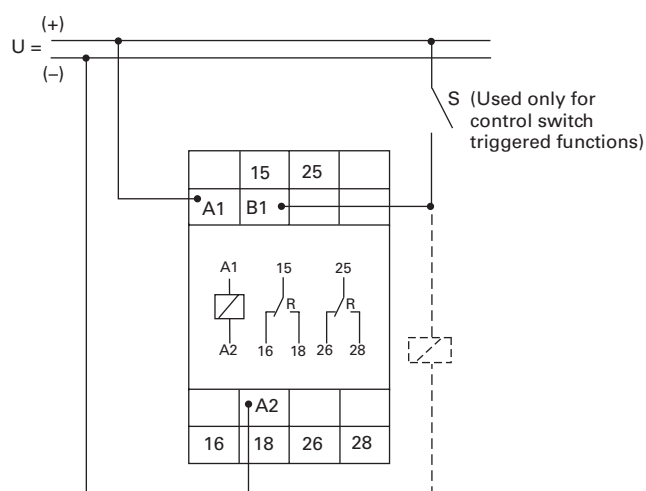 (+)
U =
(–)
S (Used only for
control switch
triggered functions)
15 25
A1 B1
A1 15 25
R R
A2 16 18 26 28
A2
16 18 26 28